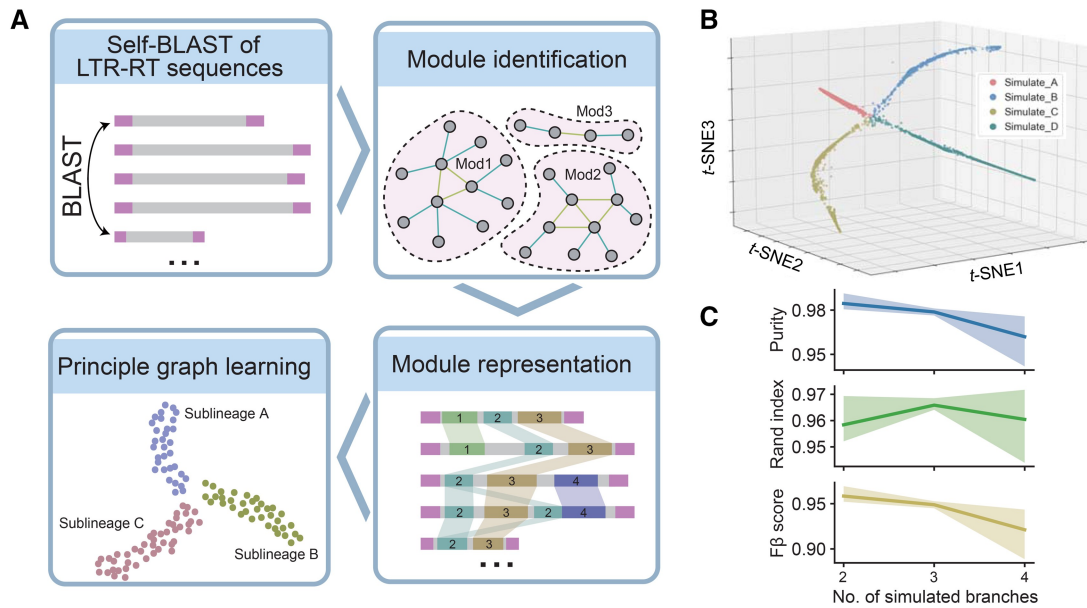 A
Self-BLAST of
LTR-RT sequences
BLAST
...
Module identification
Mod1
Mod2
Mod3
Module representation
1 2 3
1 2 3
2 3 4
2 3 2 4
2 3
...
Principle graph learning
Sublineage A
Sublineage C
Sublineage B
B
t-SNE3
t-SNE2
t-SNE1
Simulate_A
Simulate_B
Simulate_C
Simulate_D
C
Purity
0.98
0.95
Rand index
0.97
0.96
0.95
Fβ score
0.95
0.90
2 3 4
No. of simulated branches